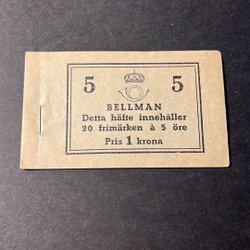 5 5
BELLMAN
Detta häfte innehåller
20 frimärken à 5 öre
Pris 1 krona